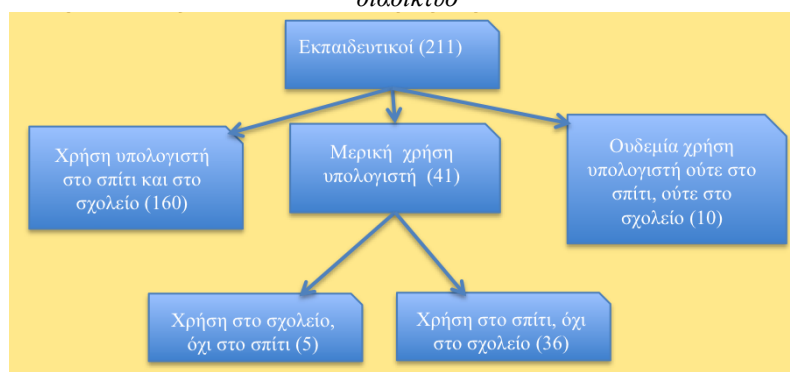 διαδίκτυο
Εκπαιδευτικοί (211)
Χρήση υπολογιστή
στο σπίτι και στο
σχολείο (160)
Μερική χρήση
υπολογιστή (41)
Ουδεμία χρήση
υπολογιστή ούτε στο
σπίτι, ούτε στο
σχολείο (10)
Χρήση στο σχολείο,
όχι στο σπίτι (5)
Χρήση στο σπίτι, όχι
στο σχολείο (36)